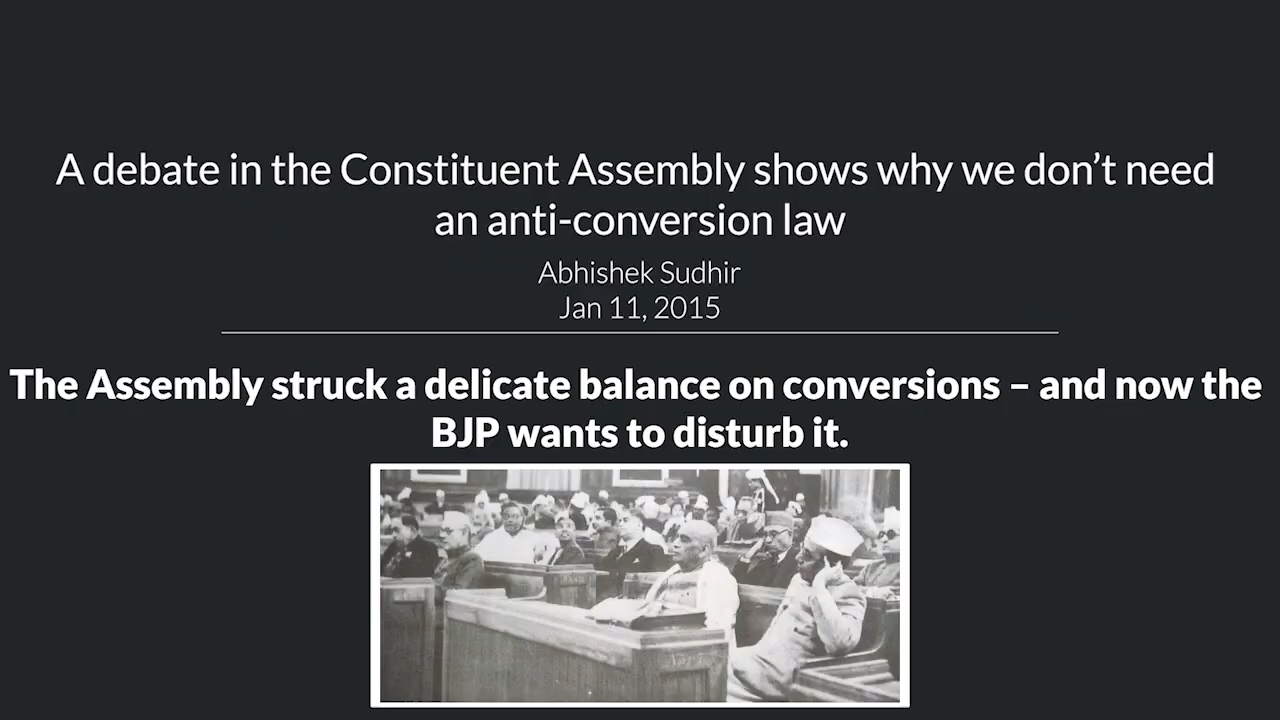 A debate in the Constituent Assembly shows why we don’t need
an anti-conversion law
Abhishek Sudhir
Jan 11, 2015
The Assembly struck a delicate balance on conversions – and now the
BJP wants to disturb it.